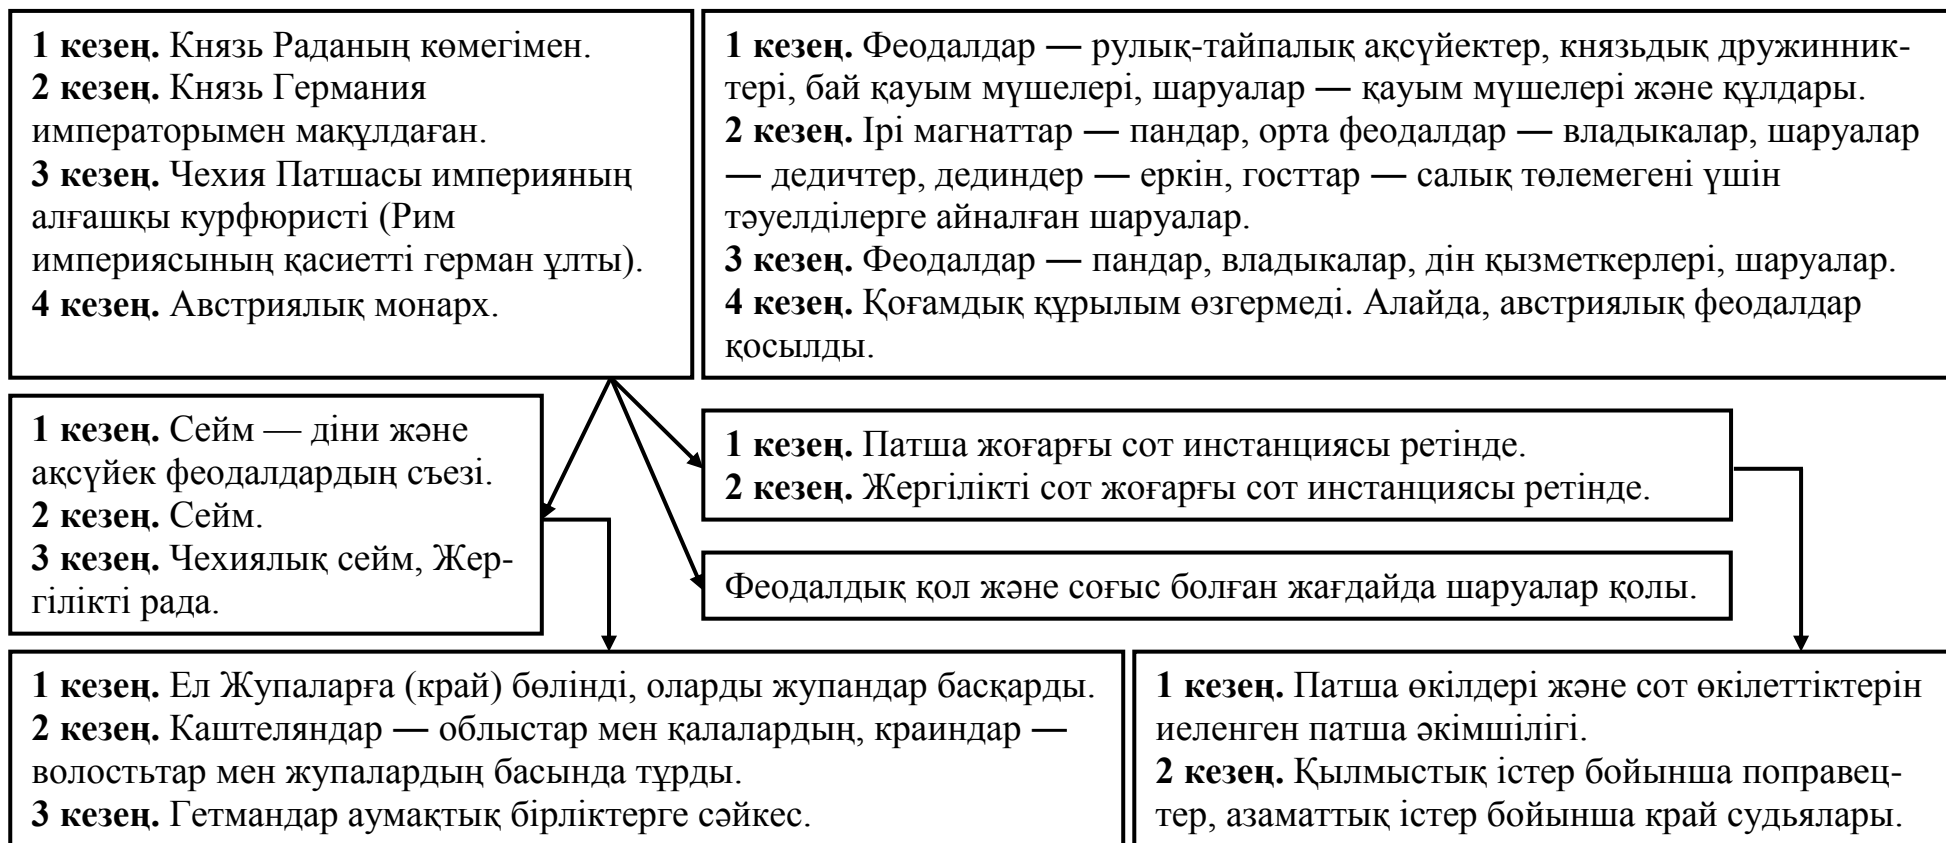 1 кезең. Князь Раданың көмегімен.
2 кезең. Князь Германия
императорымен мақұлдаған.
3 кезең. Чехия Патшасы империяның
алғашқы курфюристі (Рим
империясының қасиетті герман ұлты).
4 кезең. Австриялық монарх.
1 кезең. Феодалдар — рулық-тайпалық ақсүйектер, князьдық дружинник-
тері, бай қауым мүшелері, шаруалар — қауым мүшелері және құлдары.
2 кезең. Ірі магнаттар — пандар, орта феодалдар — владыкалар, шаруалар
— дедичтер, дединдер — еркін, госттар — салық төлемегені үшін
тәуелділерге айналған шаруалар.
3 кезең. Феодалдар — пандар, владыкалар, дін қызметкерлері, шаруалар.
4 кезең. Қоғамдық құрылым өзгермеді. Алайда, австриялық феодалдар
қосылды.
1 кезең. Сейм — діни және
ақсүйек феодалдардың съезі.
2 кезең. Сейм.
3 кезең. Чехиялық сейм, Жер-
гілікті рада.
1 кезең. Патша жоғарғы сот инстанциясы ретінде.
2 кезең. Жергілікті сот жоғарғы сот инстанциясы ретінде.
Феодалдық қол және соғыс болған жағдайда шаруалар қолы.
1 кезең. Ел Жупаларға (край) бөлінді, оларды жупандар басқарды.
2 кезең. Каштеляндар — облыстар мен қалалардың, краиндар —
волостьтар мен жупалардың басында тұрды.
3 кезең. Гетмандар аумақтық бірліктерге сәйкес.
1 кезең. Патша өкілдері және сот өкілеттіктерін
иеленген патша әкімшілігі.
2 кезең. Қылмыстық істер бойынша поправец-
тер, азаматтық істер бойынша край судьялары.